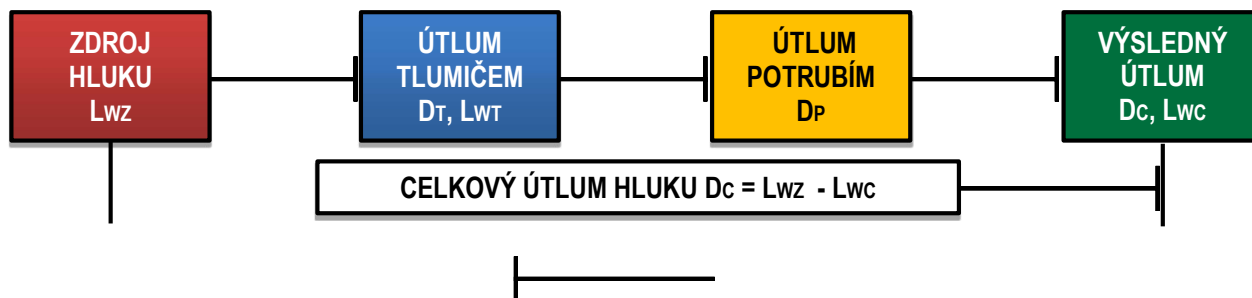 ZDROJ
HLUKU
LWZ
ÚTLUM
TLUMIČEM
DT, LWT
ÚTLUM
POTRUBÍM
DP
VÝSLEDNÝ
ÚTLUM
DC, LWC
CELKOVÝ ÚTLUM HLUKU DC = LWZ - LWC